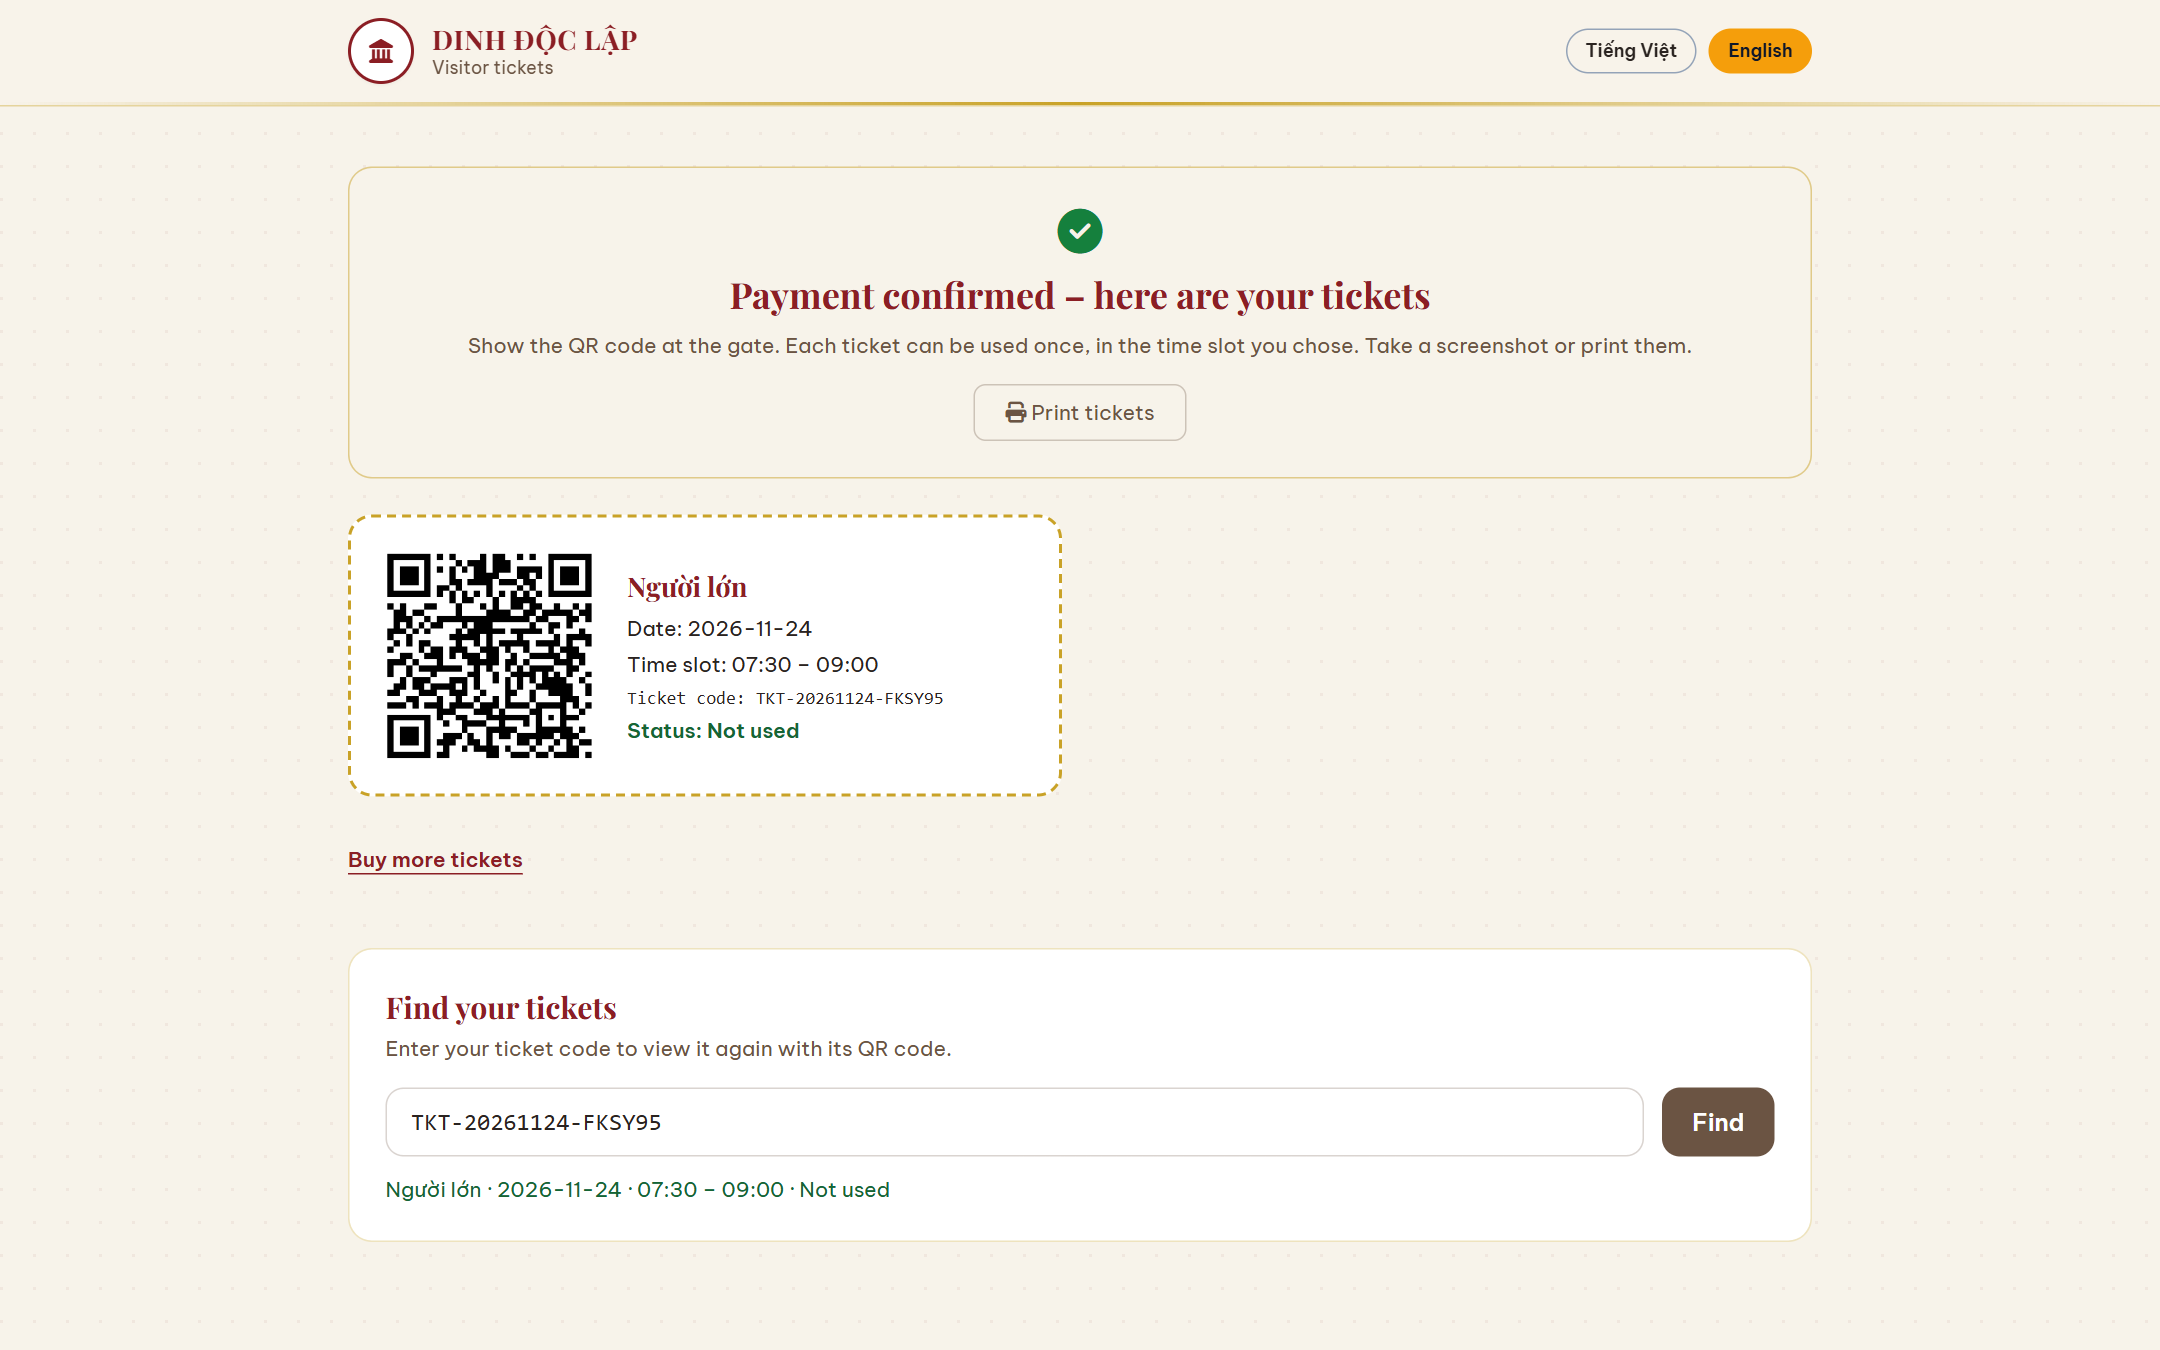 DINH ĐỘC LẬP
Visitor tickets
Tiếng Việt
English
Payment confirmed – here are your tickets
Show the QR code at the gate. Each ticket can be used once, in the time slot you chose. Take a screenshot or print them.
Print tickets
Người lớn
Date: 2026-11-24
Time slot: 07:30 – 09:00
Ticket code: TKT-20261124-FKSY95
Status: Not used
Buy more tickets
Find your tickets
Enter your ticket code to view it again with its QR code.
TKT-20261124-FKSY95
Find
Người lớn · 2026-11-24 · 07:30 – 09:00 · Not used